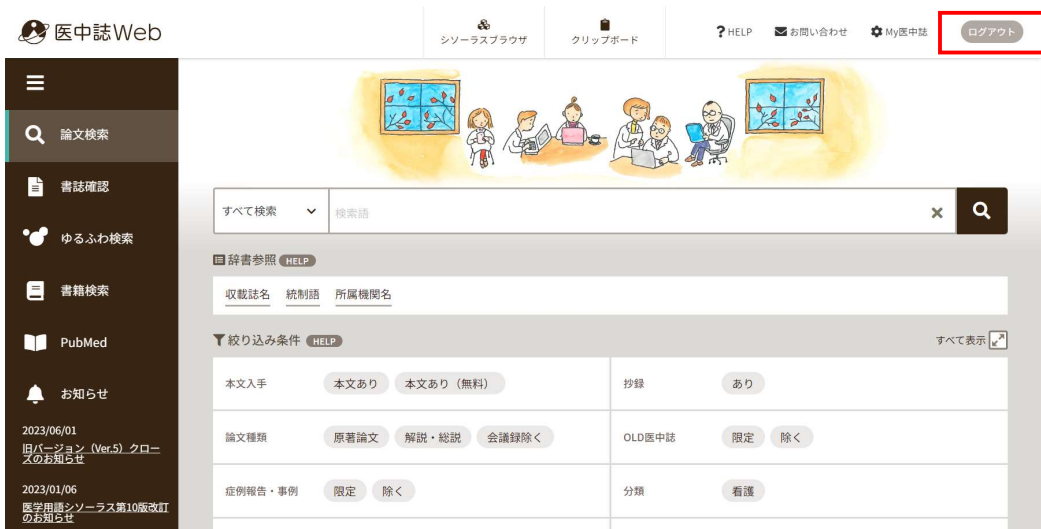 医中誌Web
シソーラスブラウザ
クリップボード
?HELP
お問い合わせ
My医中誌
ログアウト
論文検索
書誌確認
ゆるふわ検索
書籍検索
PubMed
お知らせ
2023/06/01
旧バージョン（Ver.5）クロー
ズのお知らせ
2023/01/06
医学用語シソーラス第10版改訂
のお知らせ
すべて検索
検索語
辞書参照 HELP
収載誌名 統制語 所属機関名
絞り込み条件 HELP
すべて表示
本文入手 本文あり 本文あり（無料）
抄録 あり
論文種類 原著論文 解説・総説 会議録除く
OLD医中誌 限定 除く
症例報告・事例 限定 除く
分類 看護